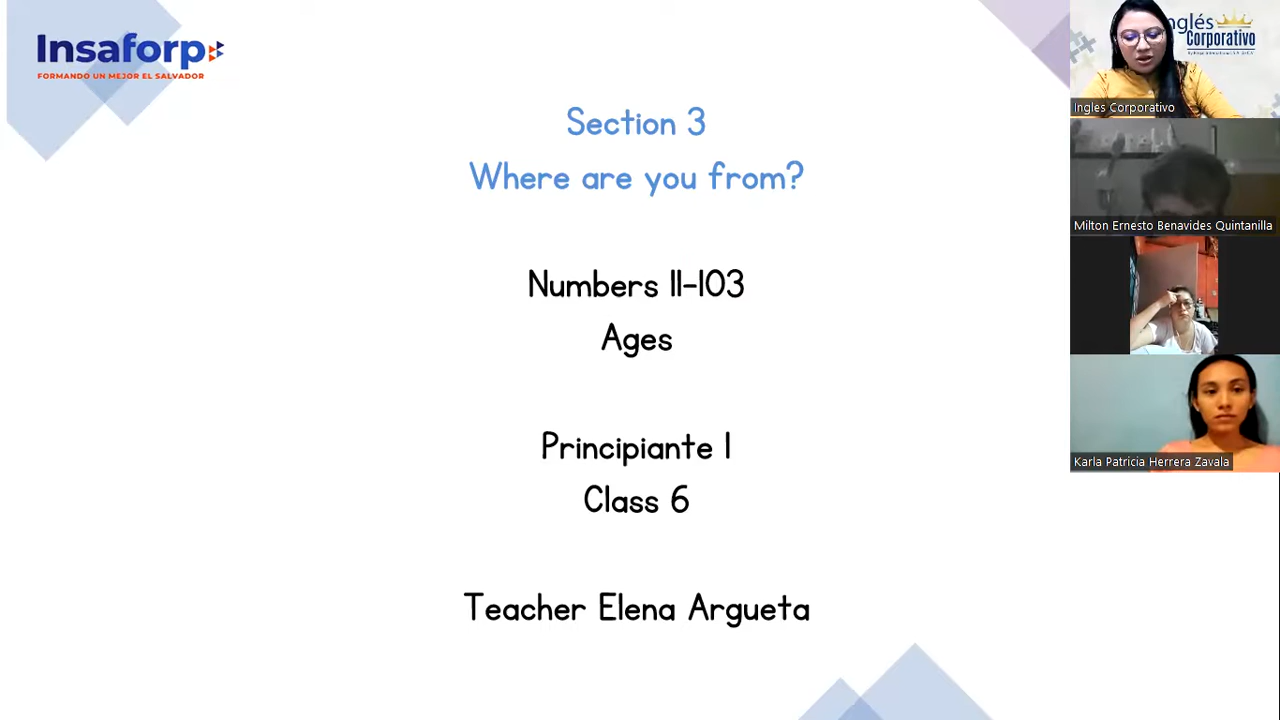 Insaforp
FORMANDO UN MEJOR EL SALVADOR
Section 3
Where are you from?
Numbers 11-103
Ages
Principiante 1
Class 6
Teacher Elena Argueta
nglés
Corporativo
Ingles Corporativo
Milton Ernesto Benavides Quintanilla
Karla Patricia Herrera Zavala